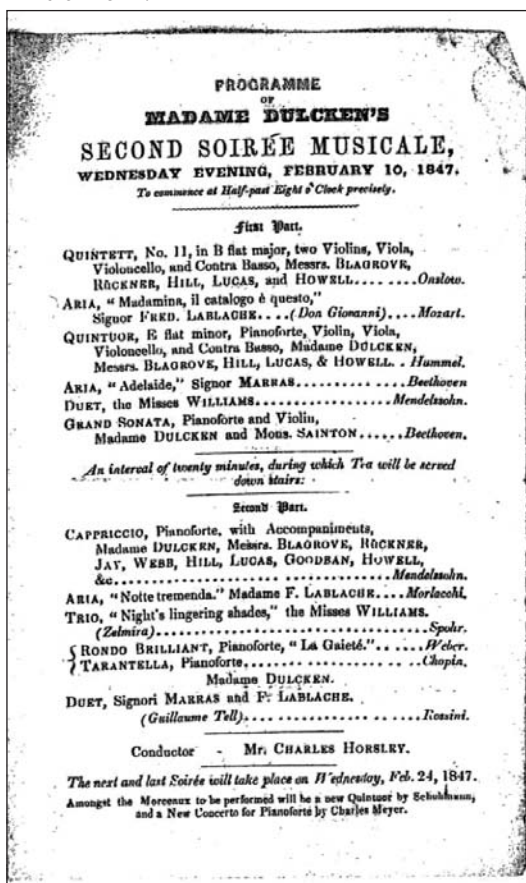 PROGRAMME
OF
MADAME DULCKEN'S
SECOND SOIRÉE MUSICALE,
WEDNESDAY EVENING, FEBRUARY 10, 1847.
To commence at Half-past Eight o'Clock precisely.
First Part.
QUINTETT, No. 11, in B flat major, two Violins, Viola,
Violoncello, and Contra Basso, Messrs. BLAGROVE,
RÜCKNER, HILL, LUCAS, and HOWELL........Onslow.
ARIA, "Madamina, il catalogo è questo,"
Signor FRED. LABLACHE....(Don Giovanni)....Mozart.
QUINTUOR, E flat minor, Pianoforte, Violin, Viola,
Violoncello, and Contra Basso, Madame DULCKEN,
Messrs. BLAGROVE, HILL, LUCAS, & HOWELL..Hummel.
ARIA, "Adelaide," Signor MARRAS.............Beethoven
DUET, the Misses WILLIAMS.................Mendelssohn.
GRAND SONATA, Pianoforte and Violin,
Madame DULCKEN and Mons. SAINTON......Beethoven.
An interval of twenty minutes, during which Tea will be served
down stairs.
Second Part.
CAPPRICCIO, Pianoforte, with Accompaniments,
Madame DULCKEN, Messrs. BLAGROVE, RÜCKNER,
JAY, WEBB, HILL, LUCAS, GOODBAN, HOWELL,
&c.................................Mendelssohn.
ARIA, "Notte tremenda." Madame F. LABLACHE....Morlacchi.
TRIO, "Night's lingering shades," the Misses WILLIAMS.
(Zelmira)..................................Spohr.
RONDO BRILLIANT, Pianoforte, "La Gaieté."....Weber.
TARANTELLA, Pianoforte.....................Chopin.
Madame DULCKEN.
DUET, Signori MARRAS and F. LABLACHE.
(Guillaume Tell).......................Rossini.
Conductor - Mr. CHARLES HORSLEY.
The next and last Soirée will take place on Wednesday, Feb. 24, 1847.
Amongst the Morceaux to be performed will be a new Quintuor by Schuhmann,
and a New Concerto for Pianoforte by Charles Meyer.